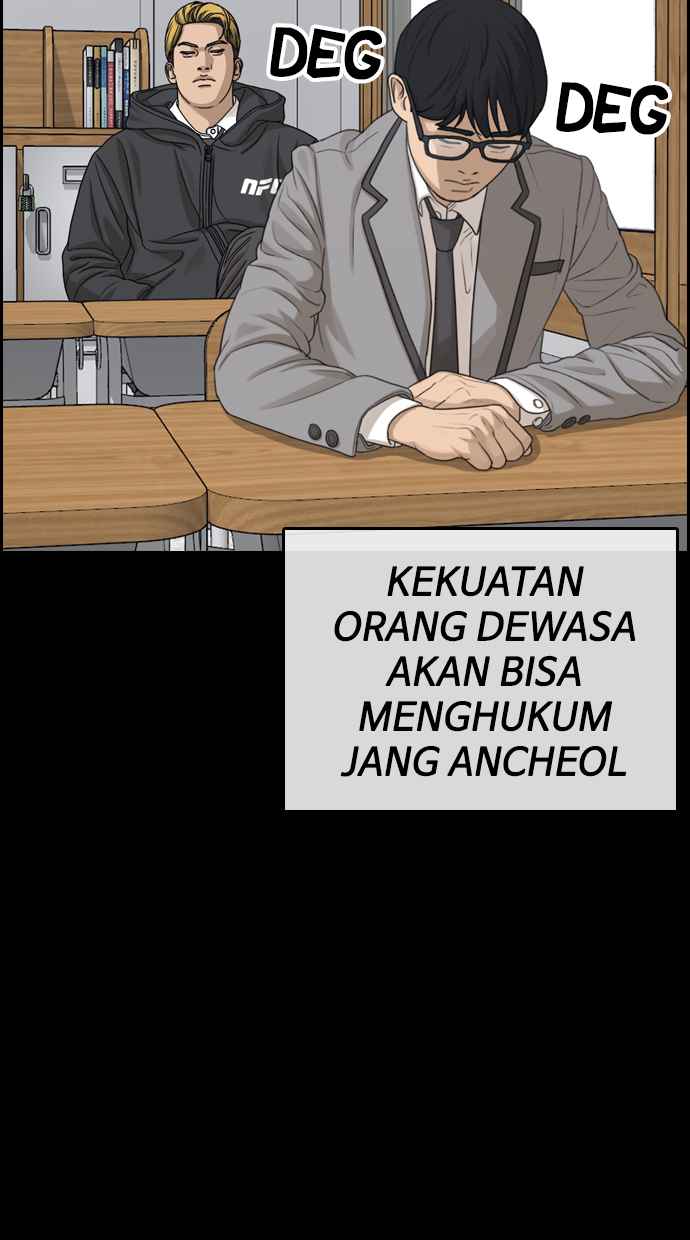 DEG
DEG
KEKUATAN
ORANG DEWASA
AKAN BISA
MENGHUKUM
JANG ANCHEOL